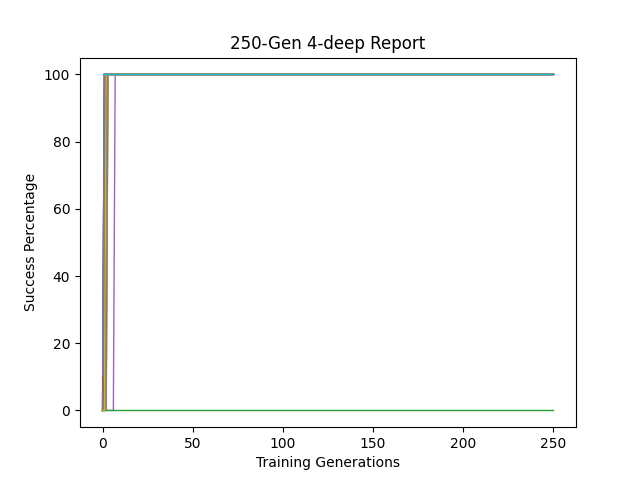 250-Gen 4-deep Report
100
80
60
40
20
0
Success Percentage
0 50 100 150 200 250
Training Generations